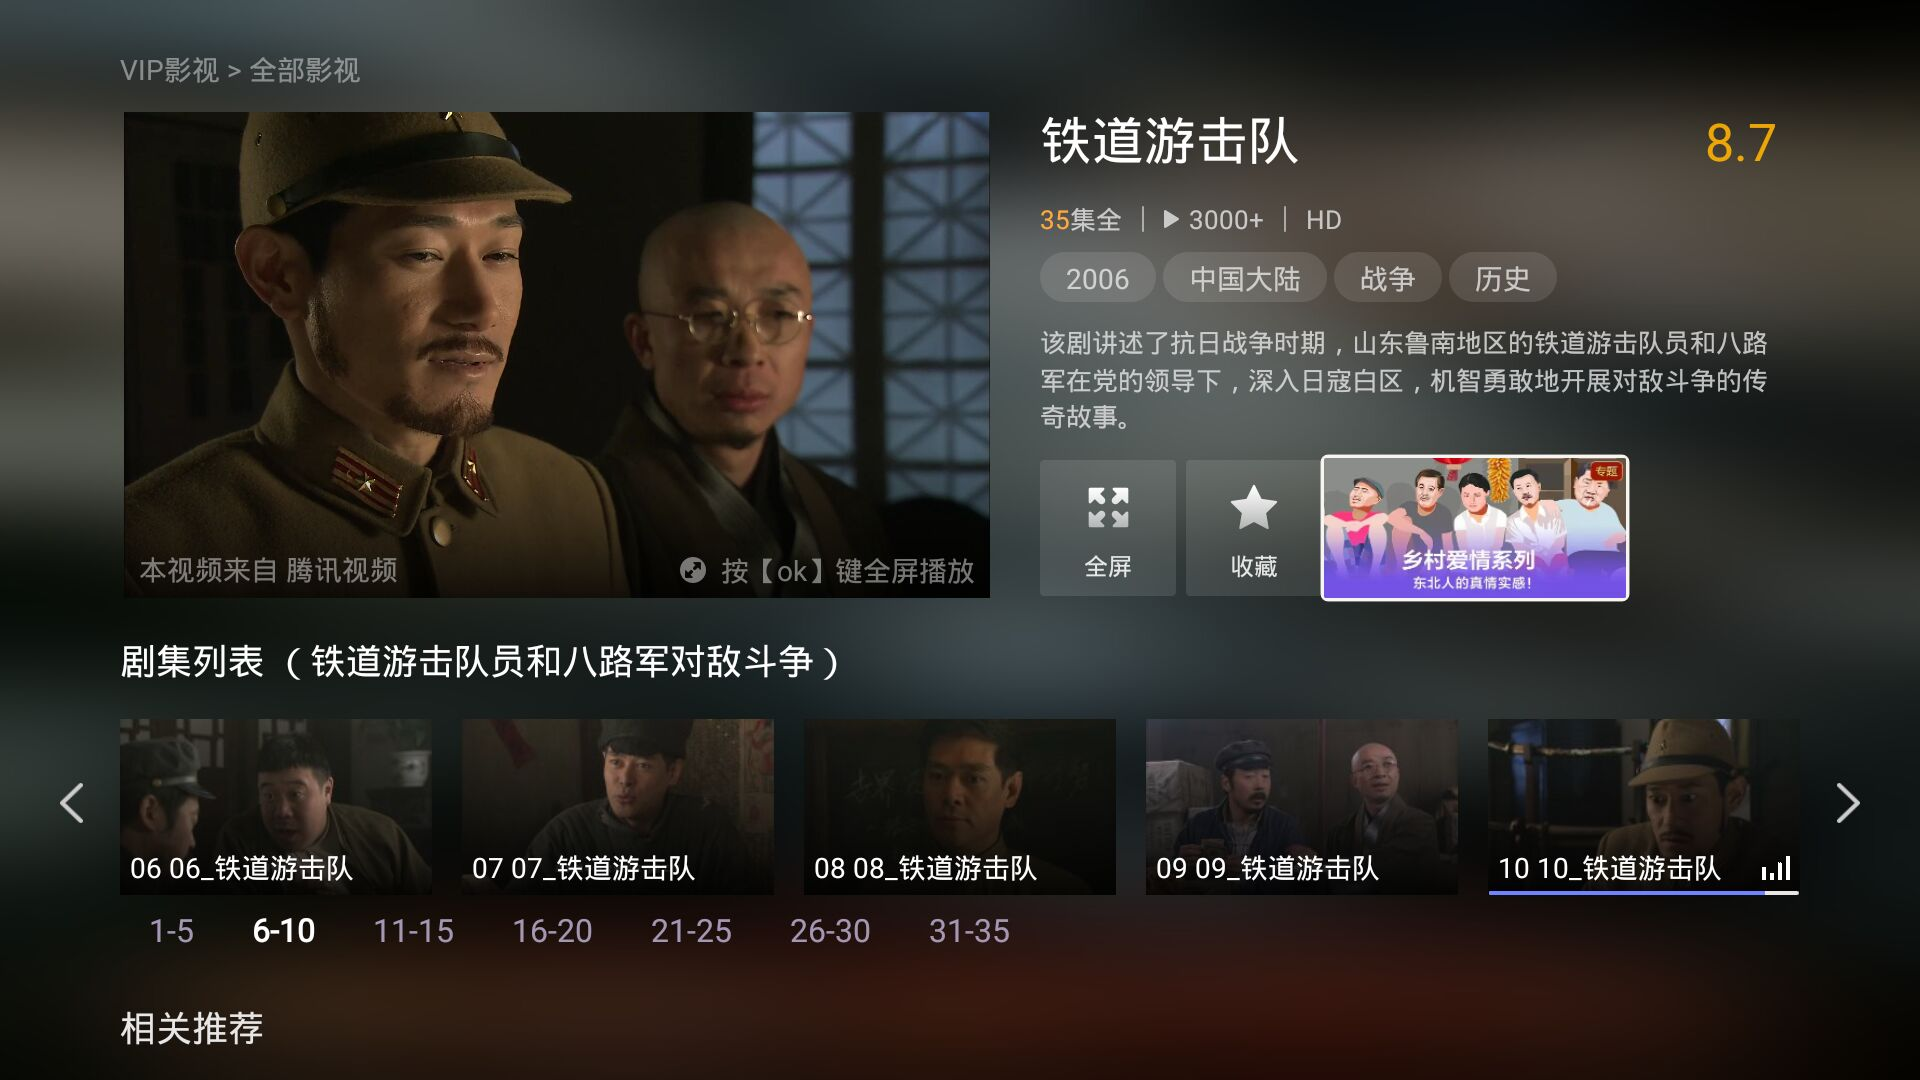 VIP影视 > 全部影视
铁道游击队
8.7
35集全 | 3000+ | HD
2006 中国大陆 战争 历史
该剧讲述了抗日战争时期，山东鲁南地区的铁道游击队员和八路
军在党的领导下，深入日寇白区，机智勇敢地开展对敌斗争的传
奇故事。
本视频来自 腾讯视频
按【ok】键全屏播放
全屏
收藏
专题
乡村爱情系列
东北人的真情实感！
剧集列表 （铁道游击队员和八路军对敌斗争）
06 06_铁道游击队
07 07_铁道游击队
08 08_铁道游击队
09 09_铁道游击队
10 10_铁道游击队
1-5 6-10 11-15 16-20 21-25 26-30 31-35
相关推荐